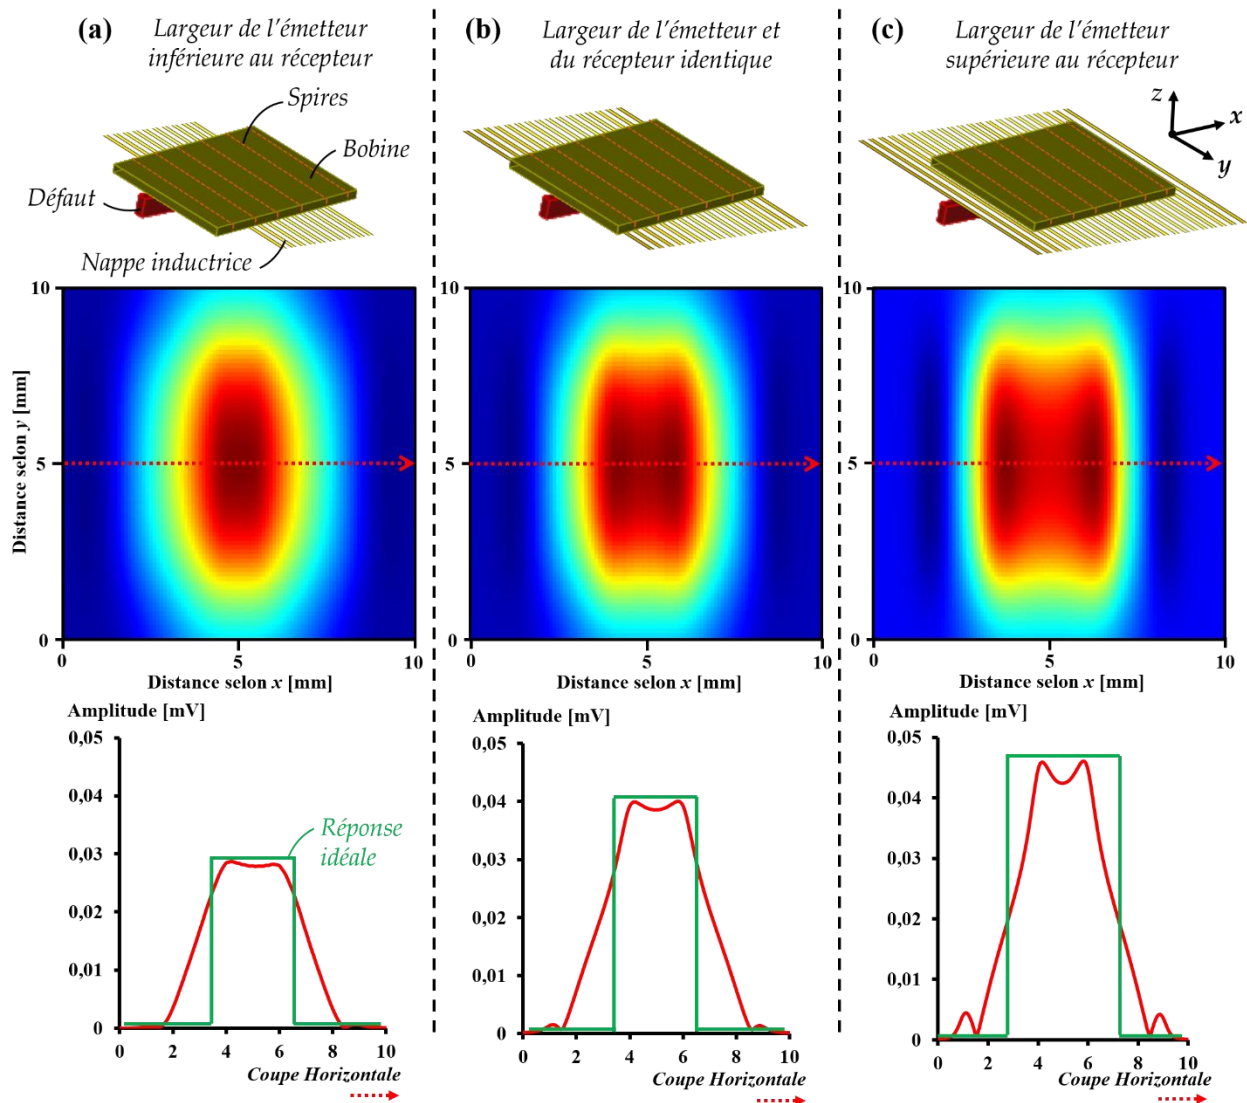 (a)
Largeur de l'émetteur
inférieure au récepteur
Spires
Bobine
Défaut
Nappe inductrice
(b)
Largeur de l'émetteur et
du récepteur identique
(c)
Largeur de l'émetteur
supérieure au récepteur
z
x
y
Distance selon y [mm]
10
5
0
0
5
10
Distance selon x [mm]
10
5
0
0
5
10
Distance selon x [mm]
10
5
0
0
5
10
Distance selon x [mm]
Amplitude [mV]
0,05
0,04
0,03
0,02
0,01
0
Réponse
idéale
0 2 4 6 8 10
Coupe Horizontale
Amplitude [mV]
0,05
0,04
0,03
0,02
0,01
0
0 2 4 6 8 10
Coupe Horizontale
Amplitude [mV]
0,05
0,04
0,03
0,02
0,01
0
0 2 4 6 8 10
Coupe Horizontale